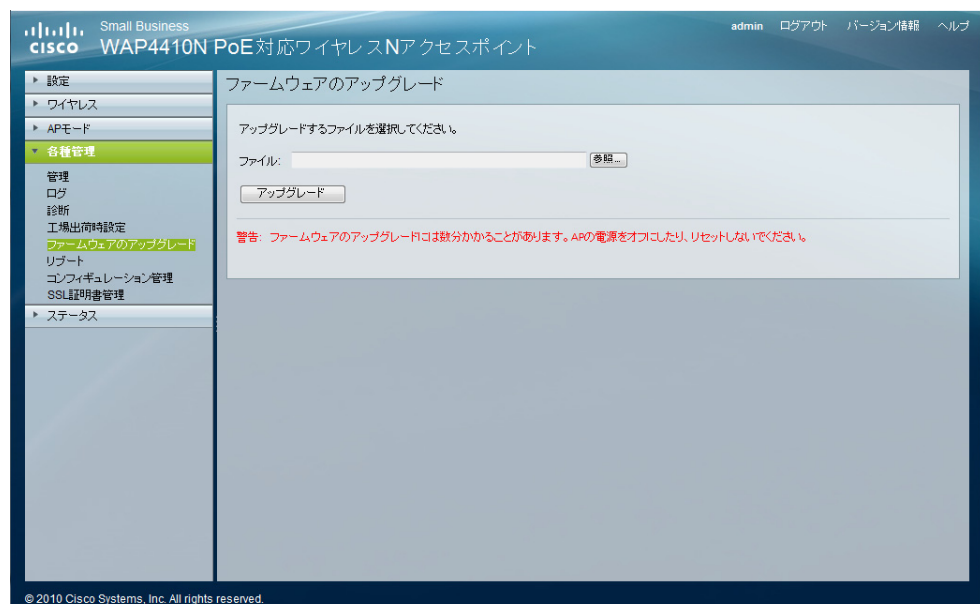 Small Business
CISCO WAP4410N PoE対応ワイヤレスNアクセスポイント
admin ログアウト バージョン情報 ヘルプ
設定
ワイヤレス
APモード
各種管理
管理
ログ
診断
工場出荷時設定
ファームウェアのアップグレード
リブート
コンフィギュレーション管理
SSL証明書管理
ステータス
ファームウェアのアップグレード
アップグレードするファイルを選択してください。
ファイル: 参照...
アップグレード
警告: ファームウェアのアップグレードには数分かかることがあります。APの電源をオフにしたり、リセットしないでください。
© 2010 Cisco Systems, Inc. All rights reserved.